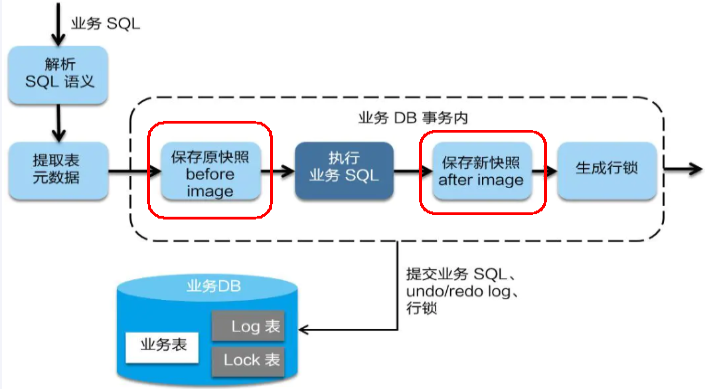 业务 SQL
解析
SQL 语义
业务 DB 事务内
提取表
元数据
保存原快照
before
image
执行
业务 SQL
保存新快照
after image
生成行锁
提交业务 SQL、
undo/redo log、
行锁
业务DB
业务表
Log 表
Lock 表